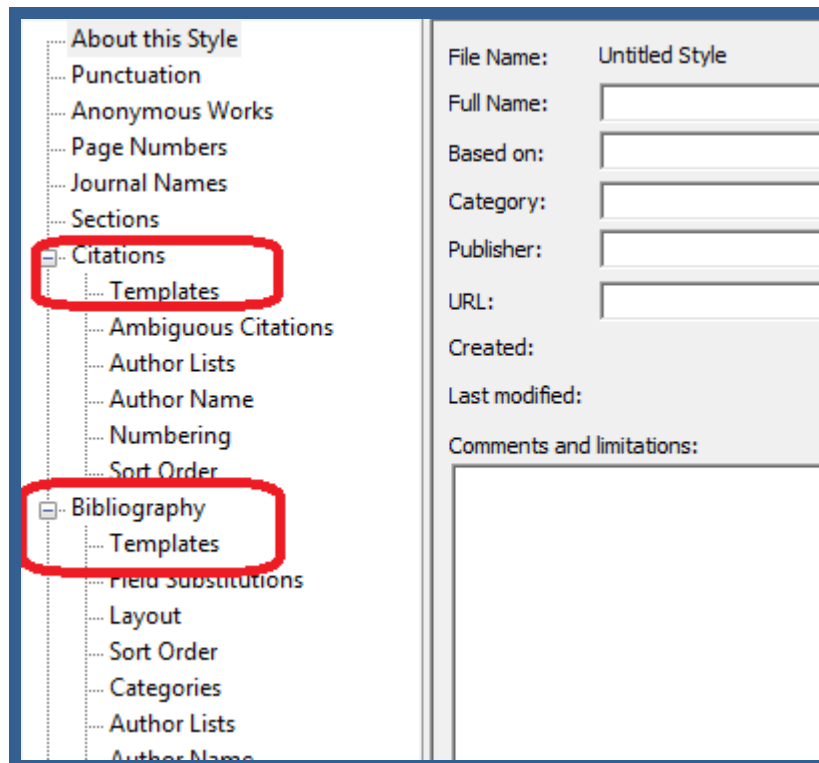 About this Style
Punctuation
Anonymous Works
Page Numbers
Journal Names
Sections
Citations
Templates
Ambiguous Citations
Author Lists
Author Name
Numbering
Sort Order
Bibliography
Templates
Field Substitutions
Layout
Sort Order
Categories
Author Lists
Author Name
File Name: Untitled Style
Full Name:
Based on:
Category:
Publisher:
URL:
Created:
Last modified:
Comments and limitations: